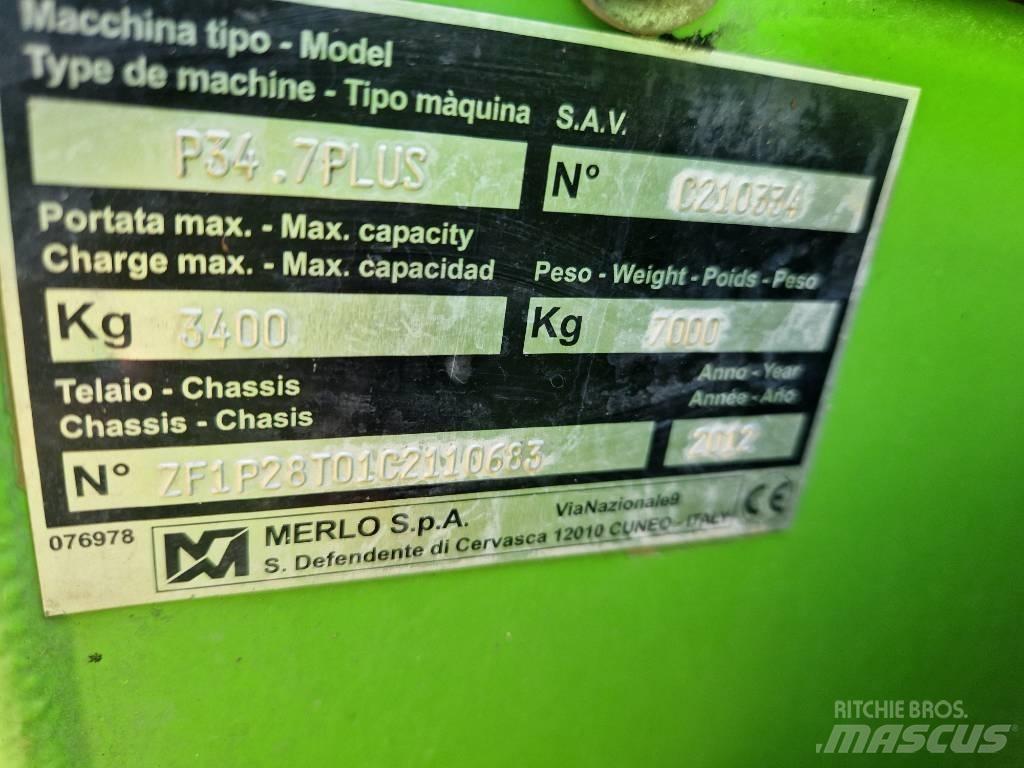 Macchina tipo - Model
Type de machine - Tipo màquina
S.A.V.
P34.7PLUS
N° C210334
Portata max. - Max. capacity
Charge max. - Max. capacidad
Peso - Weight - Poids - Peso
Kg 3400
Kg 7000
Telaio - Chassis
Chassis - Chasis
Anno - Year
Année - Año
N° ZF1P28T01C2110683
2012
076978
MERLO S.p.A.
ViaNazionale9
S. Defendente di Cervasca 12010 CUNEO - ITALY
CE
RITCHIE BROS.
MASCUS